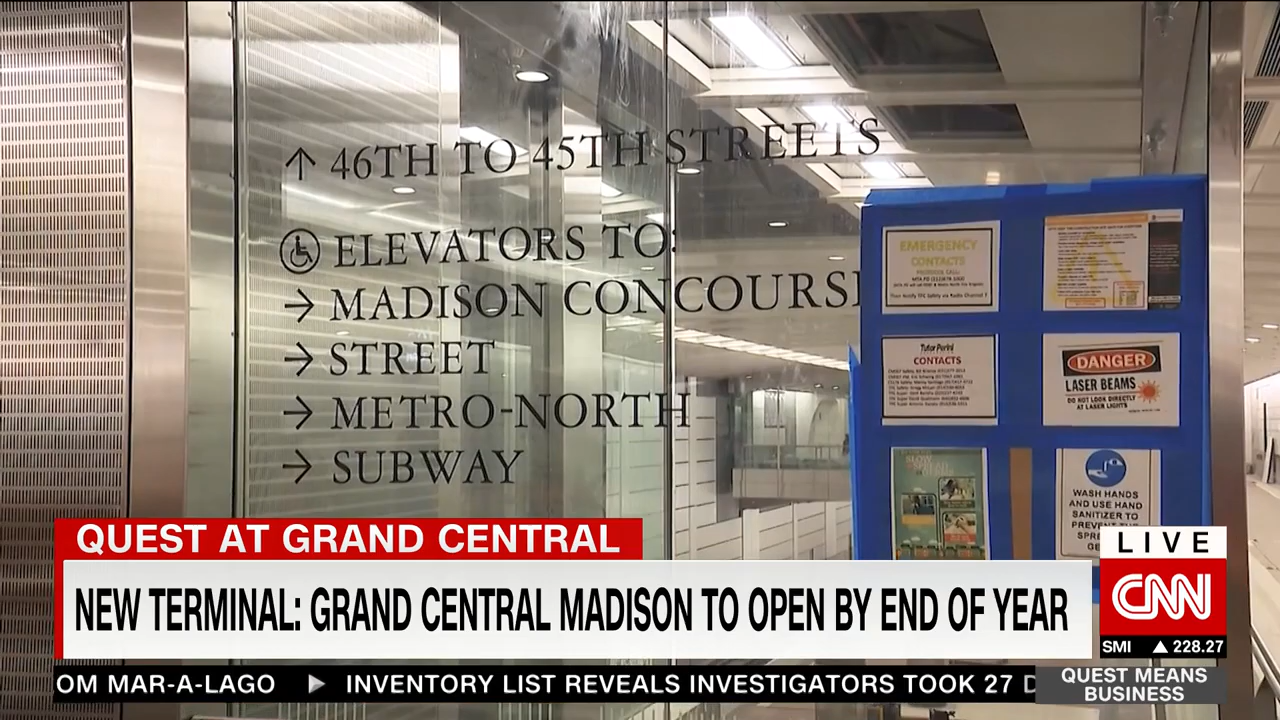 ↑ 46TH TO 45TH STREETS
ELEVATORS TO:
→ MADISON CONCOURS
→ STREET
→ METRO-NORTH
→ SUBWAY
EMERGENCY
CONTACTS
Tutor Perini
CONTACTS
DANGER
LASER BEAMS
DO NOT LOOK DIRECTLY
AT LASER LIGHTS
SLOW
WASH HANDS
AND USE HAND
SANITIZER TO
PREVENT THE
QUEST AT GRAND CENTRAL
NEW TERMINAL: GRAND CENTRAL MADISON TO OPEN BY END OF YEAR
LIVE
CNN
SMI ▲ 228.27
OM MAR-A-LAGO ▶ INVENTORY LIST REVEALS INVESTIGATORS TOOK 27 D
QUEST MEANS
BUSINESS